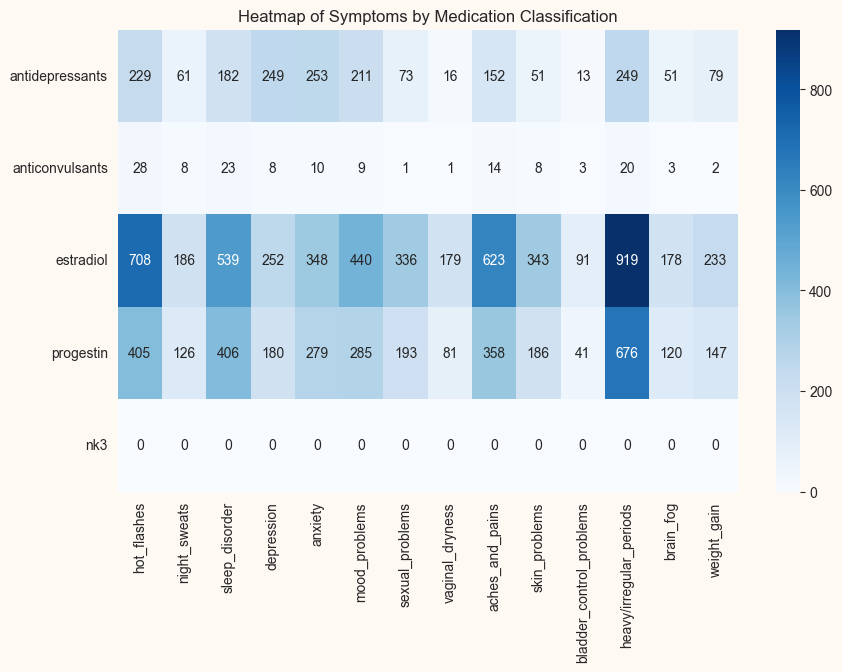 Heatmap of Symptoms by Medication Classification
antidepressants 229 61 182 249 253 211 73 16 152 51 13 249 51 79
anticonvulsants 28 8 23 8 10 9 1 1 14 8 3 20 3 2
estradiol 708 186 539 252 348 440 336 179 623 343 91 919 178 233
progestin 405 126 406 180 279 285 193 81 358 186 41 676 120 147
nk3 0 0 0 0 0 0 0 0 0 0 0 0 0 0
hot_flashes
night_sweats
sleep_disorder
depression
anxiety
mood_problems
sexual_problems
vaginal_dryness
aches_and_pains
skin_problems
bladder_control_problems
heavy/irregular_periods
brain_fog
weight_gain
800
600
400
200
0